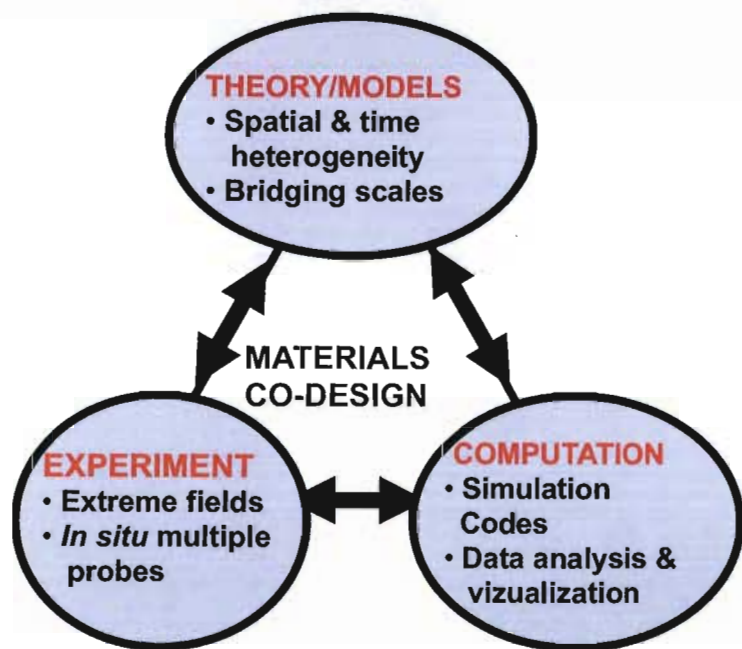 THEORY/MODELS
• Spatial & time
heterogeneity
• Bridging scales
MATERIALS
CO-DESIGN
EXPERIMENT
• Extreme fields
• In situ multiple
probes
COMPUTATION
• Simulation
Codes
• Data analysis &
vizualization